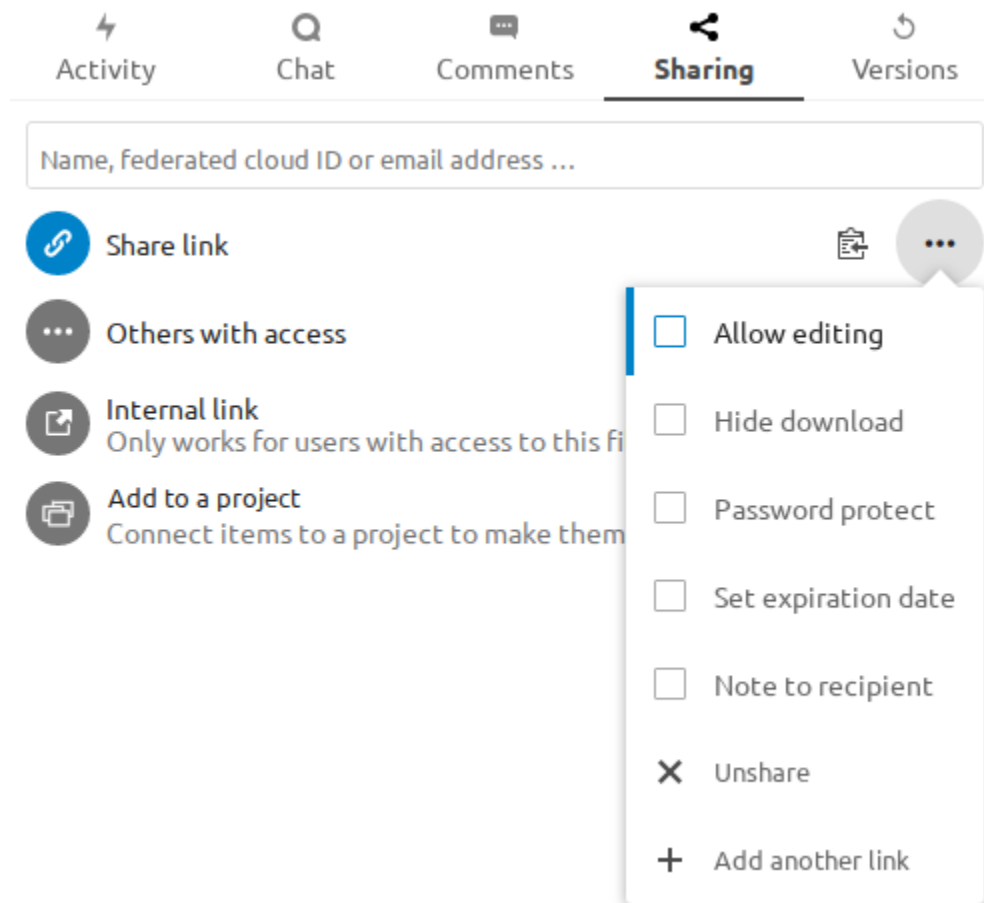 Activity
Chat
Comments
Sharing
Versions
Name, federated cloud ID or email address ...
Share link
Others with access
Internal link
Only works for users with access to this fi
Add to a project
Connect items to a project to make them
Allow editing
Hide download
Password protect
Set expiration date
Note to recipient
Unshare
Add another link